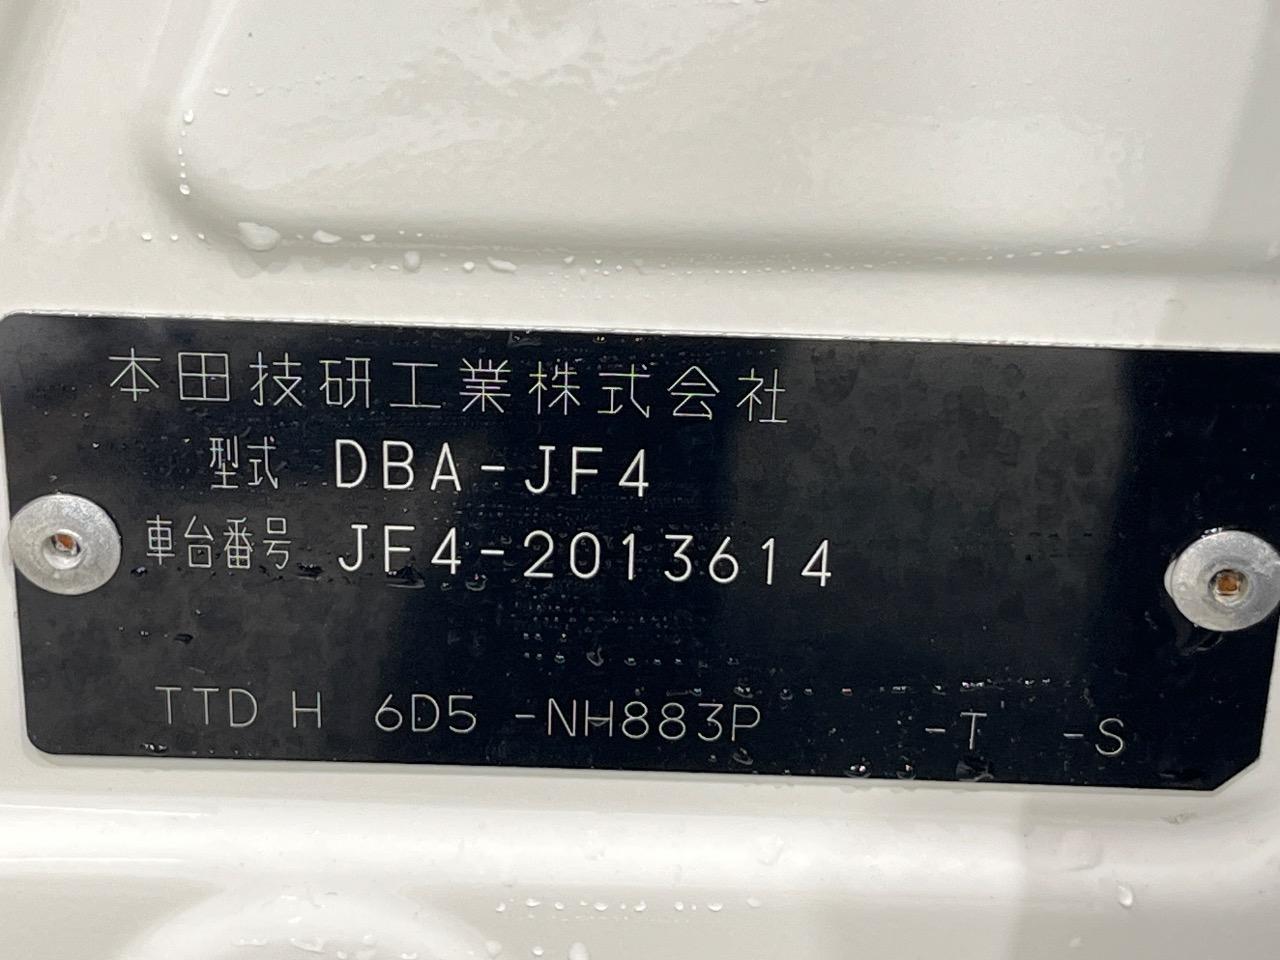 本田技研工業株式会社
型式 DBA-JF4
車台番号 JF4-2013614
TTD H 6D5 -NH883P -T -S